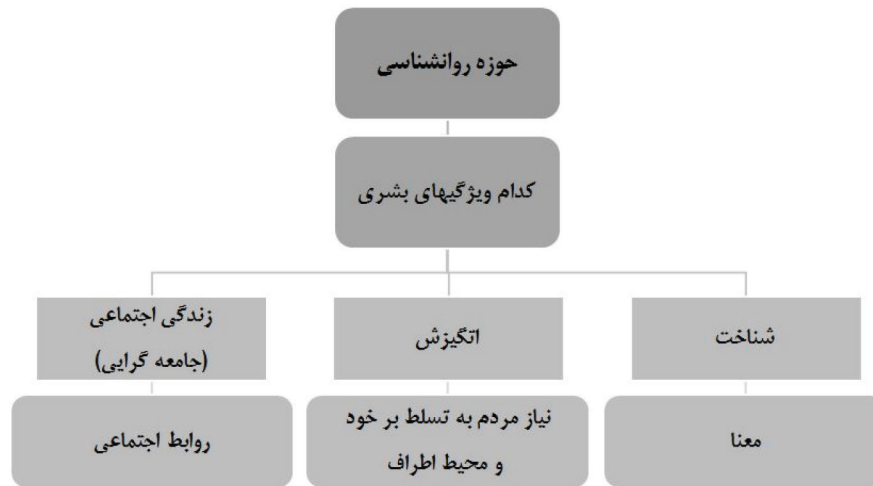 حوزه روانشناسی
کدام ویژگیهای بشری
شناخت
انگیزش
زندگی اجتماعی
(جامعه گرایی)
معنا
نیاز مردم به تسلط بر خود
و محیط اطراف
روابط اجتماعی